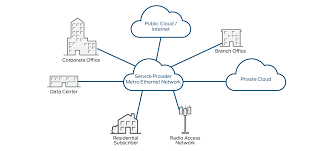 Public Cloud /
Internet
Corporate Office
Branch Office
Service Provider
Metro Ethernet Network
Private Cloud
Data Center
Residential
Subscriber
Radio Access
Network